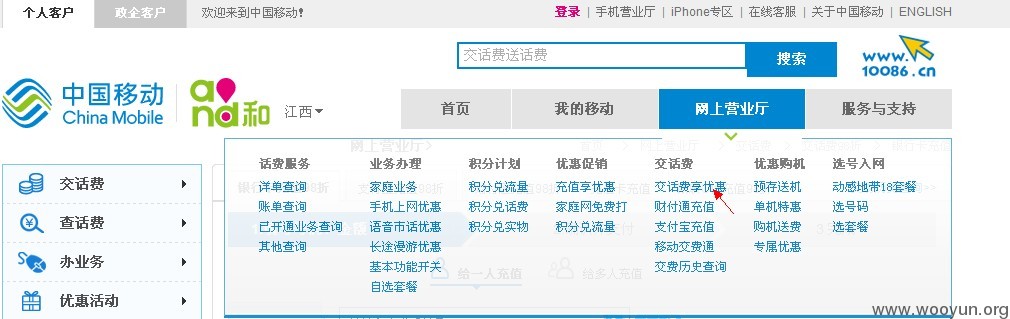 个人客户 政企客户 欢迎来到中国移动! 登录 | 手机营业厅 | iPhone专区 | 在线客服 | 关于中国移动 | ENGLISH
交话费送话费 搜索 www.10086.cn
中国移动 China Mobile and和 江西
首页 我的移动 网上营业厅 服务与支持
网上营业厅
话费服务 业务办理 积分计划 优惠促销 交话费 优惠购机 选号入网
详单查询 家庭业务 积分兑流量 充值享优惠 交话费享优惠 预存送机 动感地带18套餐
账单查询 手机上网优惠 积分兑话费 家庭网免费打 财付通充值 单机特惠 选号码
已开通业务查询 语音市话优惠 积分兑实物 积分兑流量 支付宝充值 购机送费 选套餐
其他查询 长途漫游优惠 移动交费通 专属优惠
基本功能开关 交费历史查询
自选套餐
给一人充值 给多人充值
交话费
查话费
办业务
优惠活动
www.wooyun.org